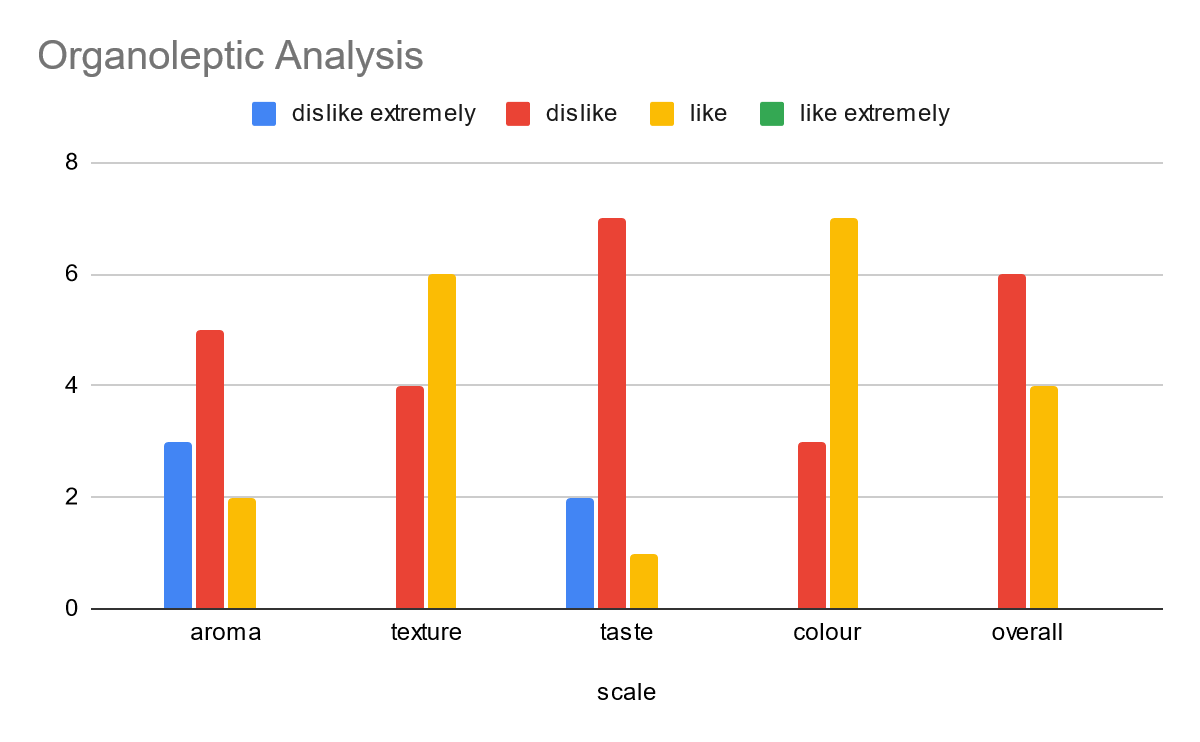 Organoleptic Analysis
dislike extremely dislike like like extremely
8
6
4
2
0
aroma texture taste colour overall
scale